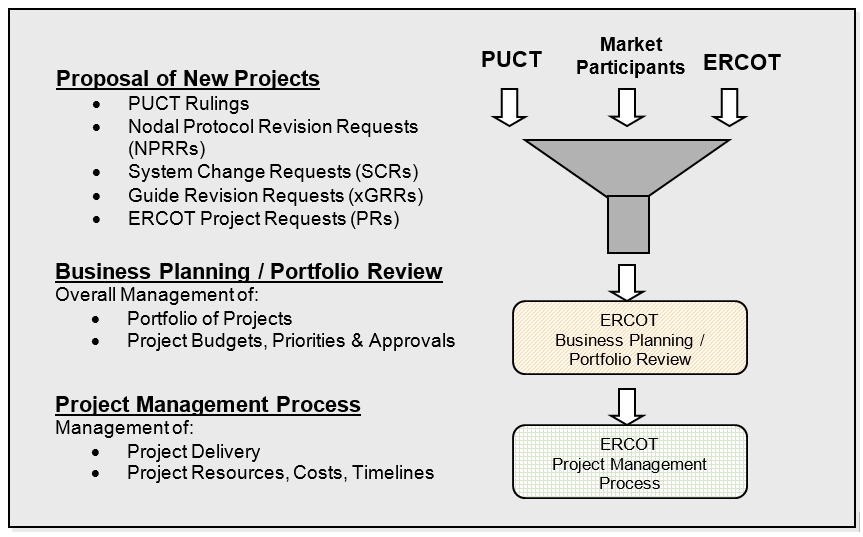 Proposal of New Projects
• PUCT Rulings
• Nodal Protocol Revision Requests
(NPRRs)
• System Change Requests (SCRs)
• Guide Revision Requests (xGRRs)
• ERCOT Project Requests (PRs)
Business Planning / Portfolio Review
Overall Management of:
• Portfolio of Projects
• Project Budgets, Priorities & Approvals
Project Management Process
Management of:
• Project Delivery
• Project Resources, Costs, Timelines
PUCT
Market
Participants
ERCOT
ERCOT
Business Planning /
Portfolio Review
ERCOT
Project Management
Process